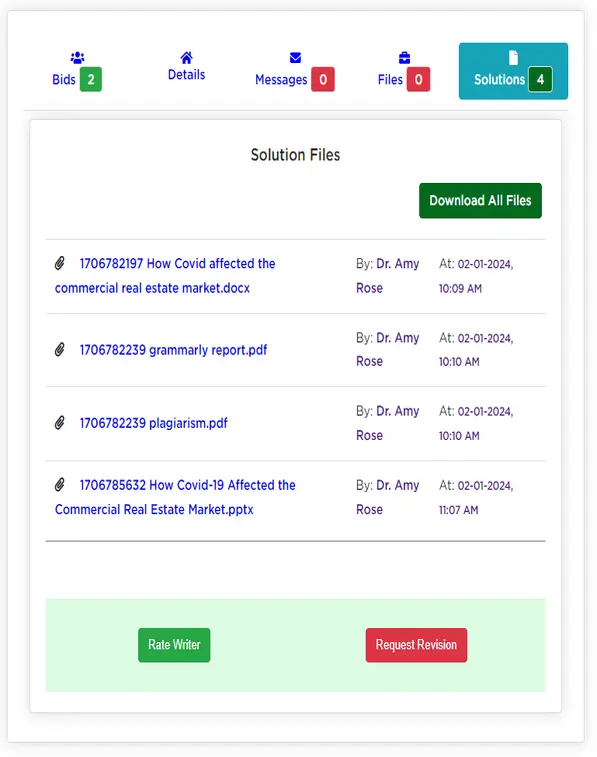 Bids 2
Details
Messages 0
Files 0
Solutions 4
Solution Files
Download All Files
1706782197 How Covid affected the
commercial real estate market.docx
By: Dr. Amy
Rose
At: 02-01-2024,
10:09 AM
1706782239 grammarly report.pdf
By: Dr. Amy
Rose
At: 02-01-2024,
10:10 AM
1706782239 plagiarism.pdf
By: Dr. Amy
Rose
At: 02-01-2024,
10:10 AM
1706785632 How Covid-19 Affected the
Commercial Real Estate Market.pptx
By: Dr. Amy
Rose
At: 02-01-2024,
11:07 AM
Rate Writer
Request Revision